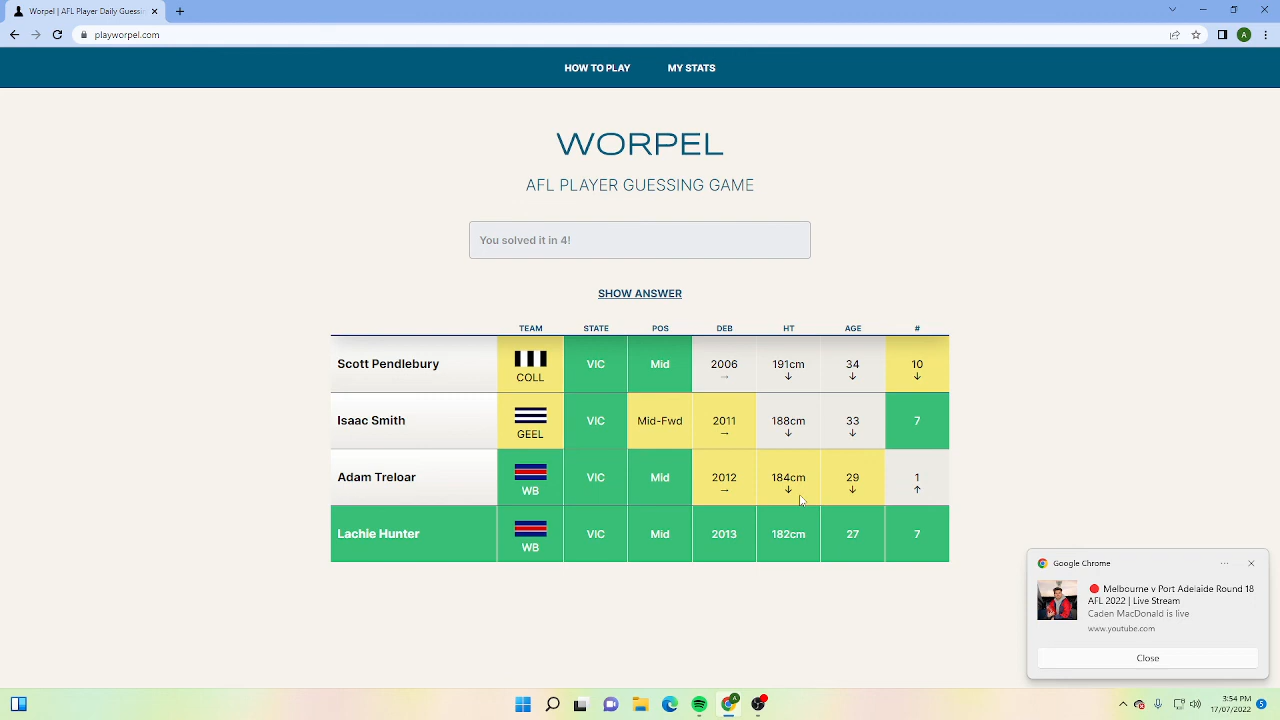 Worpel | AFL Player Daily Guessin
playworpel.com
A
HOW TO PLAY
MY STATS
WORPEL
AFL PLAYER GUESSING GAME
You solved it in 4!
SHOW ANSWER
TEAM STATE POS DEB HT AGE #
Scott Pendlebury COLL VIC Mid 2006 → 191cm ↓ 34 ↓ 10 ↓
Isaac Smith GEEL VIC Mid-Fwd 2011 → 188cm ↓ 33 ↓ 7
Adam Treloar WB VIC Mid 2012 → 184cm ↓ 29 ↓ 1 ↑
Lachie Hunter WB VIC Mid 2013 182cm 27 7
Google Chrome
🔴 Melbourne v Port Adelaide Round 18
AFL 2022 | Live Stream
Caden MacDonald is live
www.youtube.com
Close
3:54 PM
17/07/2022
5